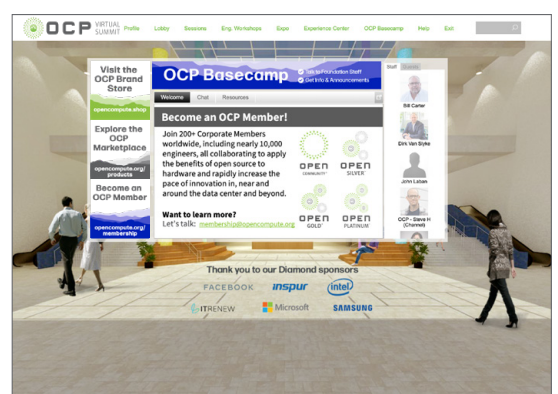 OCP VIRTUAL
SUMMIT
Profile Lobby Sessions Eng. Workshops Expo Experience Center OCP Basecamp Help Exit
Visit the
OCP Brand
Store
opencompute.shop
Explore the
OCP
Marketplace
opencompute.org/
products
Become an
OCP Member
opencompute.org/
membership
OCP Basecamp
Talk to Foundation Staff
Get Info & Announcements
Welcome Chat Resources
Become an OCP Member!
Join 200+ Corporate Members
worldwide, including nearly 10,000
engineers, all collaborating to apply
the benefits of open source to
hardware and rapidly increase the
pace of innovation in, near and
around the data center and beyond.
Want to learn more?
Let's talk: membership@opencompute.org
OPEN
COMMUNITY™
OPEN
SILVER™
OPEN
GOLD™
OPEN
PLATINUM
Staff
Bill Carter
Dirk Van Slyke
John Laban
OCP - Steve H
(Channel)
Thank you to our Diamond sponsors
FACEBOOK inspur intel
ITRENEW Microsoft SAMSUNG